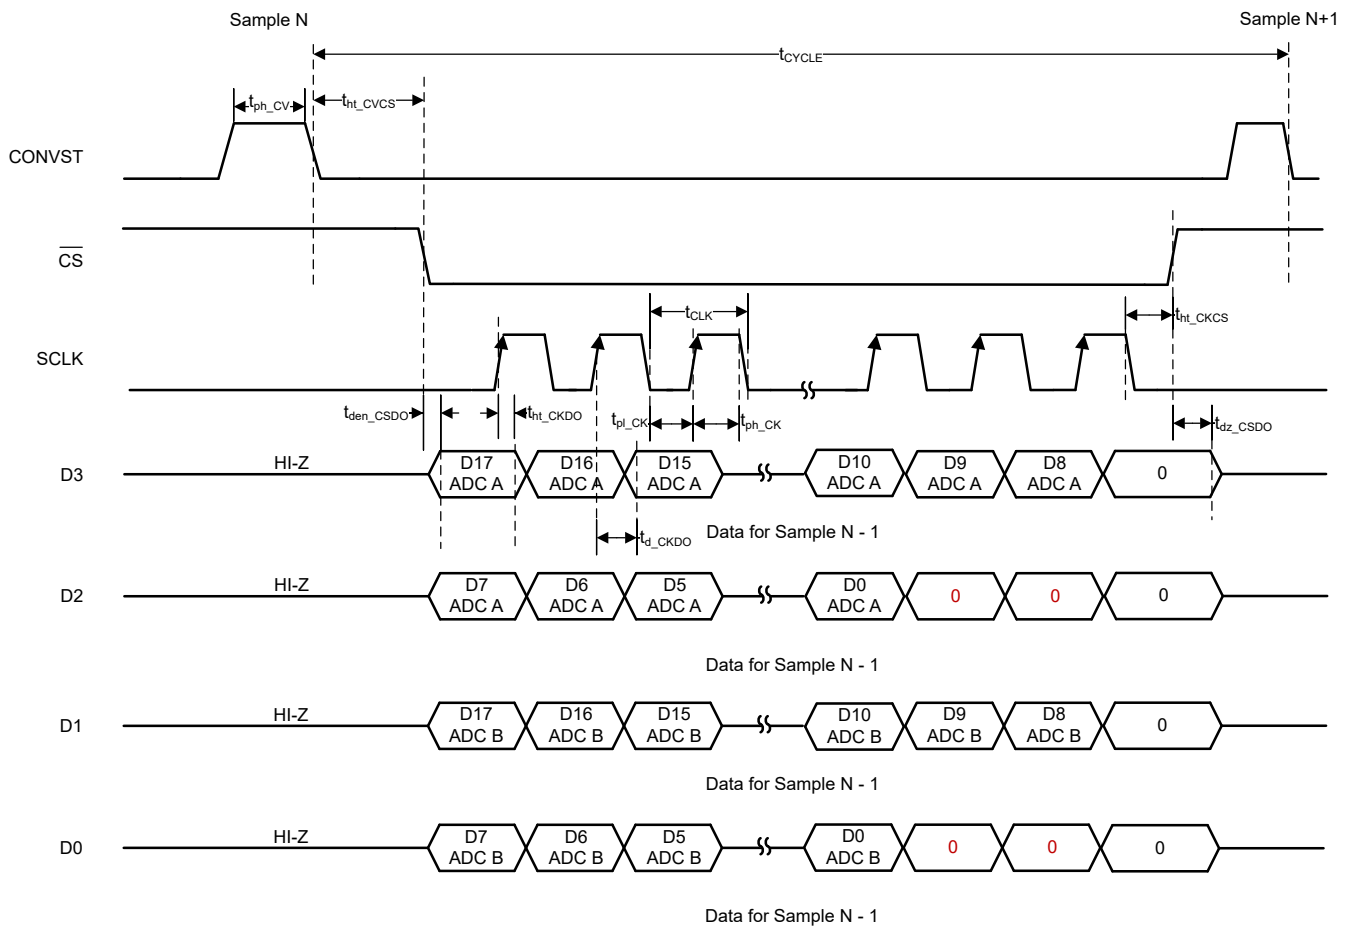 Sample N
Sample N+1
tCYCLE
tph_CV
tht_CVCS
CONVST
CS
tCLK
tht_CKCS
SCLK
tden_CSDO
tht_CKDO
tpl_CK
tph_CK
tdz_CSDO
D3
HI-Z
D17
ADC A
D16
ADC A
D15
ADC A
D10
ADC A
D9
ADC A
D8
ADC A
0
td_CKDO
Data for Sample N - 1
D2
HI-Z
D7
ADC A
D6
ADC A
D5
ADC A
D0
ADC A
0
0
0
Data for Sample N - 1
D1
HI-Z
D17
ADC B
D16
ADC B
D15
ADC B
D10
ADC B
D9
ADC B
D8
ADC B
0
Data for Sample N - 1
D0
HI-Z
D7
ADC B
D6
ADC B
D5
ADC B
D0
ADC B
0
0
0
Data for Sample N - 1